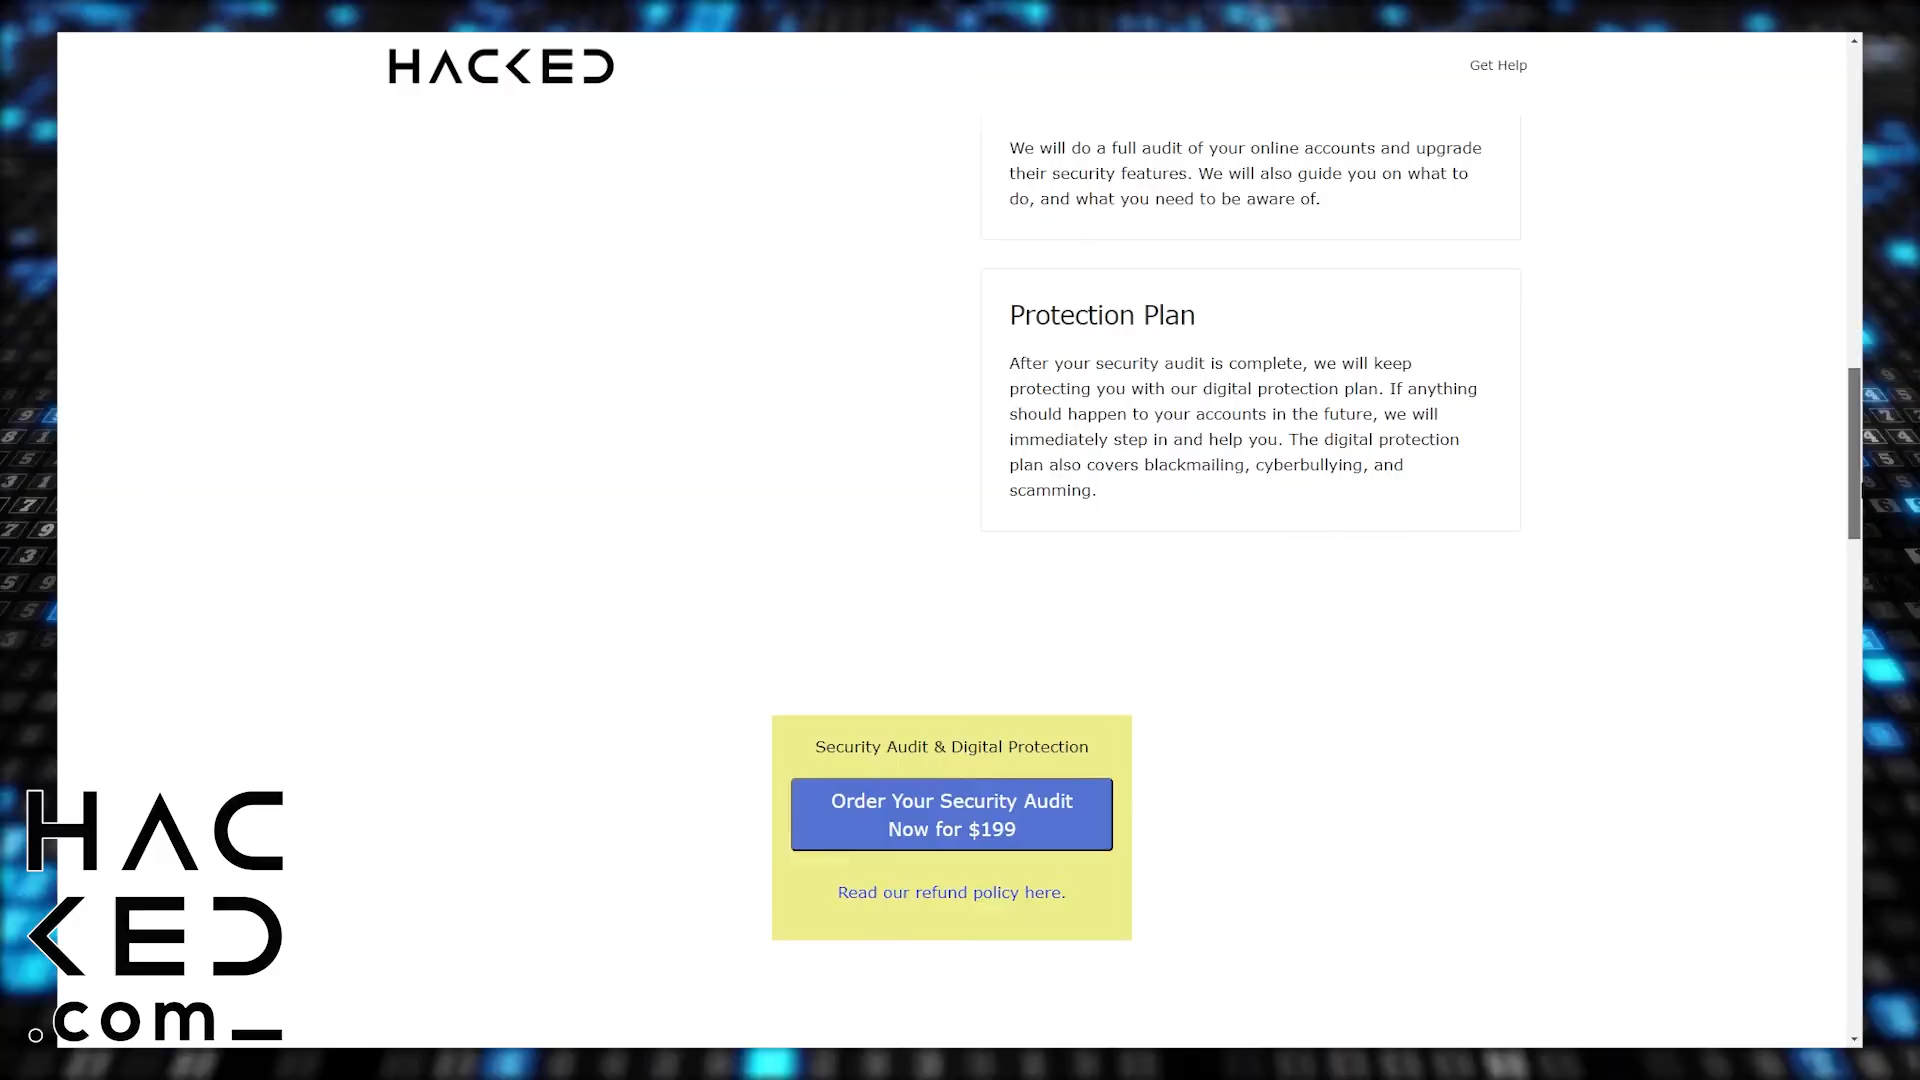 HACKED
Get Help
We will do a full audit of your online accounts and upgrade
their security features. We will also guide you on what to
do, and what you need to be aware of.
Protection Plan
After your security audit is complete, we will keep
protecting you with our digital protection plan. If anything
should happen to your accounts in the future, we will
immediately step in and help you. The digital protection
plan also covers blackmailing, cyberbullying, and
scamming.
Security Audit & Digital Protection
Order Your Security Audit
Now for $199
Read our refund policy here.
HAC
KED
.com_